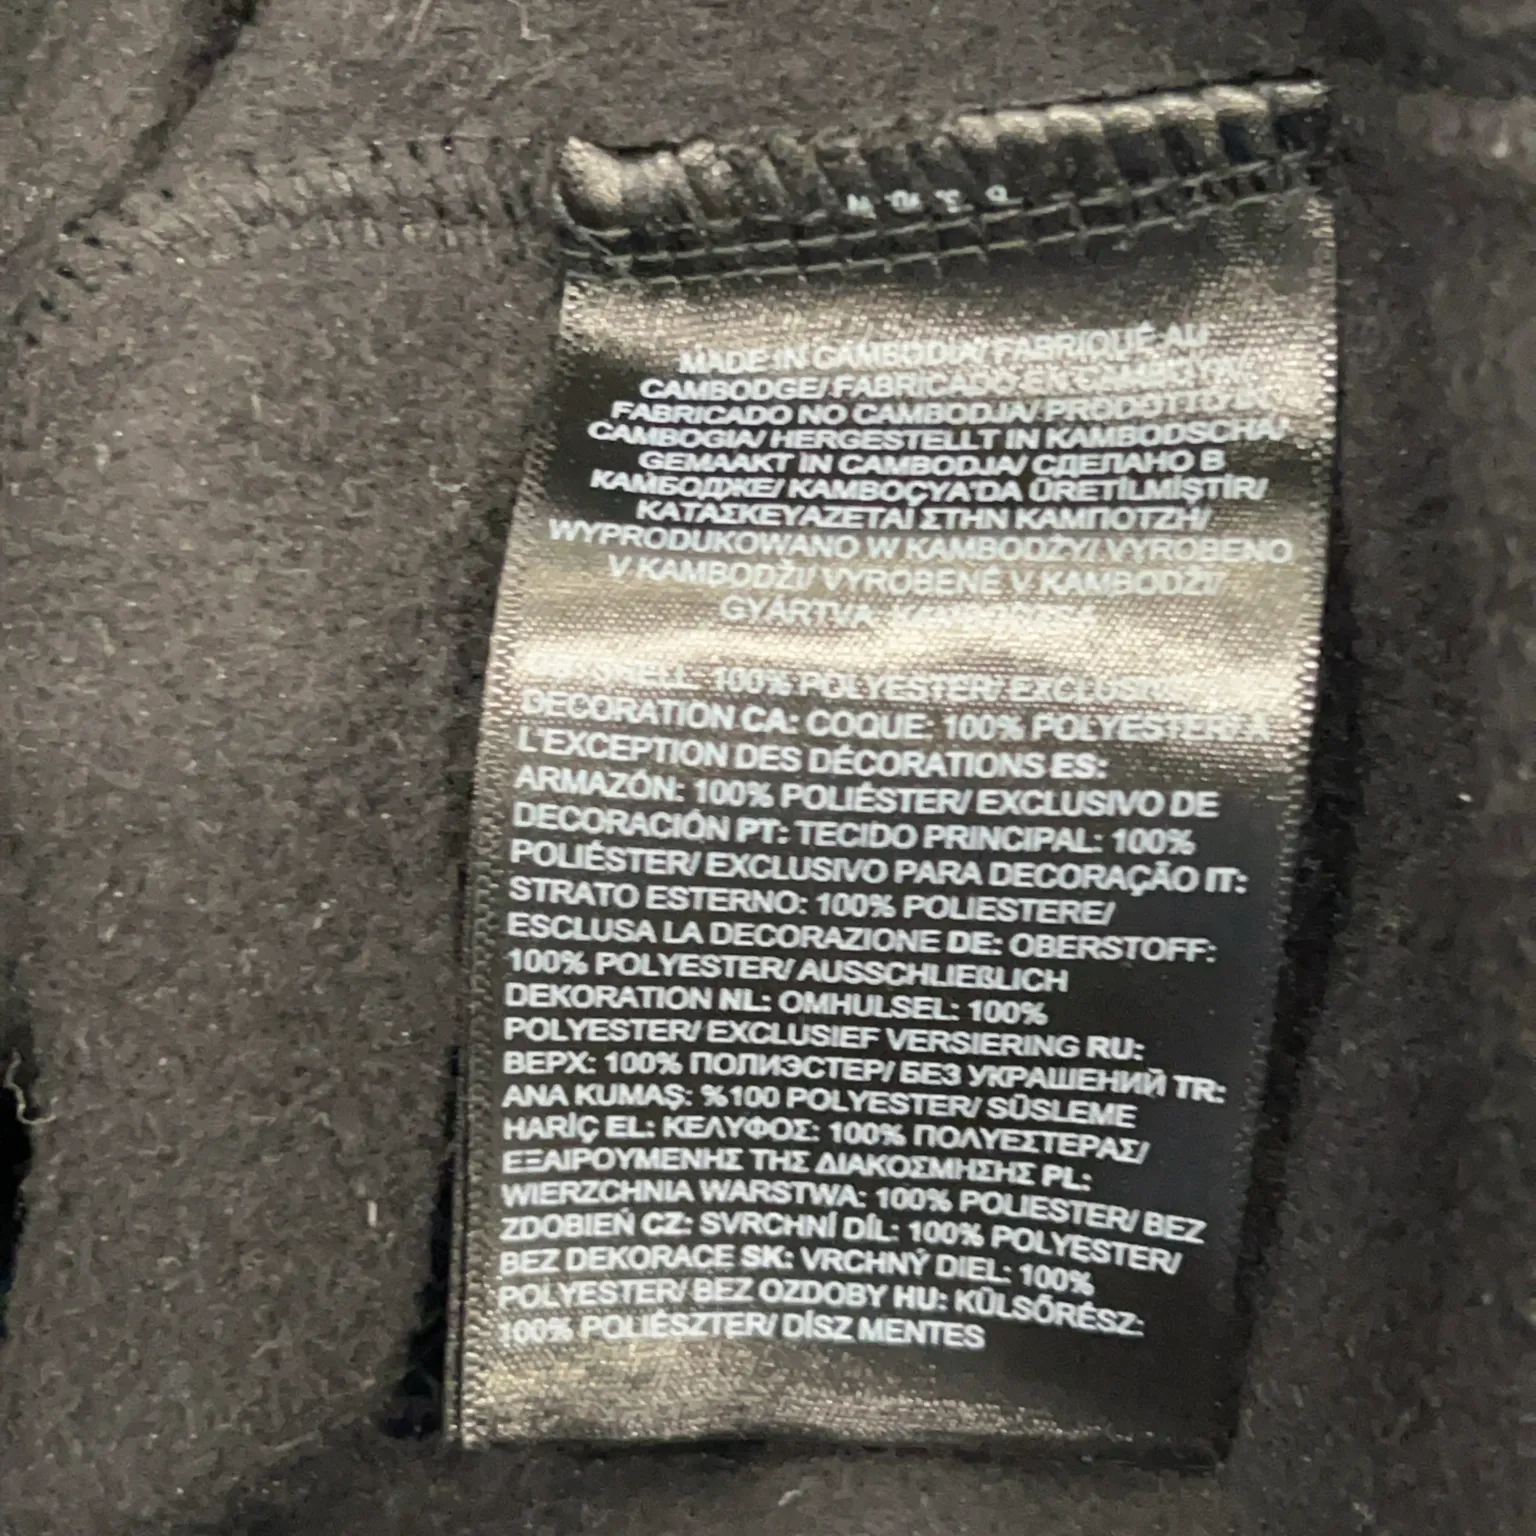 MADE IN CAMBODIA/ FABRIQUÉ AU
CAMBODGE/ FABRICADO EN CAMBOYA/
FABRICADO NO CAMBODJA/ PRODOTTO IN
CAMBOGIA/ HERGESTELLT IN KAMBODSCHA/
GEMAAKT IN CAMBODJA/ СДЕЛАНО В
КАМБОДЖЕ/ KAMBOÇYA'DA ÜRETİLMİŞTİR/
ΚΑΤΑΣΚΕΥΑΖΕΤΑΙ ΣΤΗΝ ΚΑΜΠΟΤΖΗ/
WYPRODUKOWANO W KAMBODŻY/ VYROBENO
V KAMBODŽI/ VYROBENÉ V KAMBODŽI/
GYÁRTVA:
SHELL: 100% POLYESTER/ EXCLUSIVE
DECORATION CA: COQUE: 100% POLYESTER/ À
L'EXCEPTION DES DÉCORATIONS ES:
ARMAZÓN: 100% POLIÉSTER/ EXCLUSIVO DE
DECORACIÓN PT: TECIDO PRINCIPAL: 100%
POLIÉSTER/ EXCLUSIVO PARA DECORAÇÃO IT:
STRATO ESTERNO: 100% POLIESTERE/
ESCLUSA LA DECORAZIONE DE: OBERSTOFF:
100% POLYESTER/ AUSSCHLIEßLICH
DEKORATION NL: OMHULSEL: 100%
POLYESTER/ EXCLUSIEF VERSIERING RU:
ВЕРХ: 100% ПОЛИЭСТЕР/ БЕЗ УКРАШЕНИЙ TR:
ANA KUMAŞ: %100 POLYESTER/ SÜSLEME
HARİÇ EL: ΚΕΛΥΦΟΣ: 100% ΠΟΛΥΕΣΤΕΡΑΣ/
ΕΞΑΙΡΟΥΜΕΝΗΣ ΤΗΣ ΔΙΑΚΟΣΜΗΣΗΣ PL:
WIERZCHNIA WARSTWA: 100% POLIESTER/ BEZ
ZDOBIEŃ CZ: SVRCHNÍ DÍL: 100% POLYESTER/
BEZ DEKORACE SK: VRCHNÝ DIEL: 100%
POLYESTER/ BEZ OZDOBY HU: KÜLSŐRÉSZ:
100% POLIÉSZTER/ DÍSZ MENTES